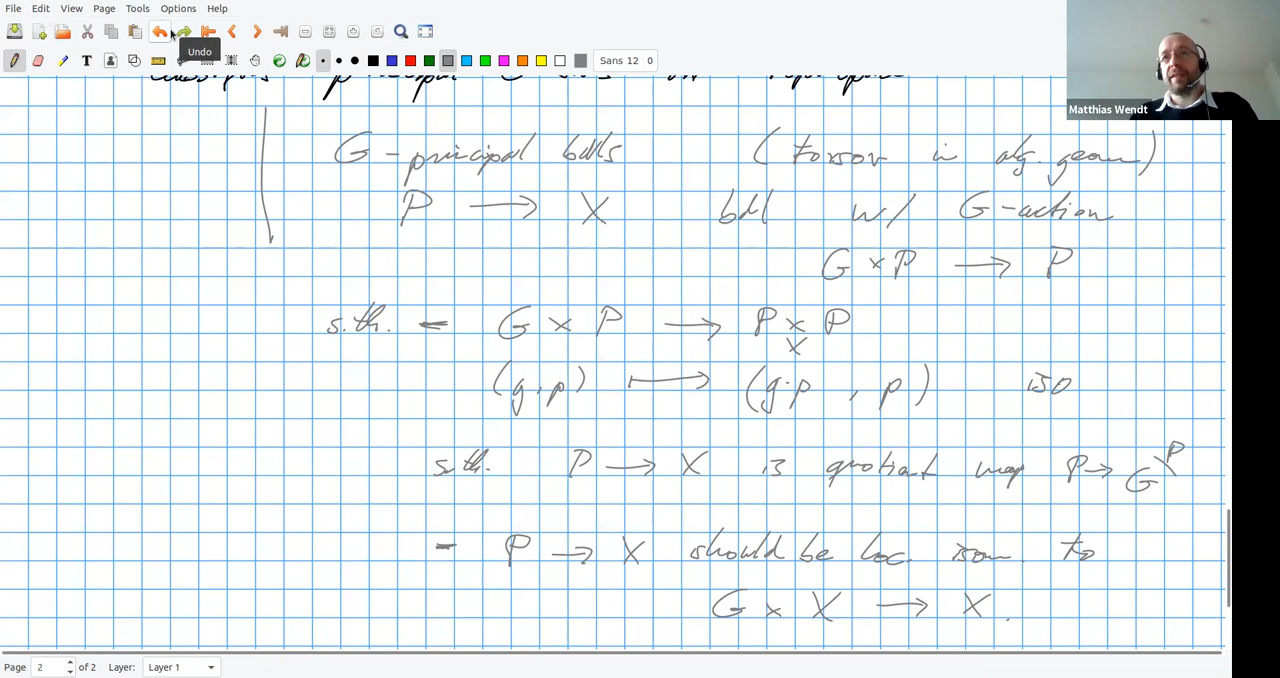 File Edit View Page Tools Options Help
Undo
Sans 12 0
Matthias Wendt
G-principal bdls (torsor in alg. geom)
P → X bdl w/ G-action
G × P → P
s.th. - G × P → P × P
X
(g,p) ↦ (g·p, p) iso
s.th. P → X is quotient map P → G\P
- P → X should be loc. isom. to
G × X → X.
Page 2 of 2 Layer: Layer 1